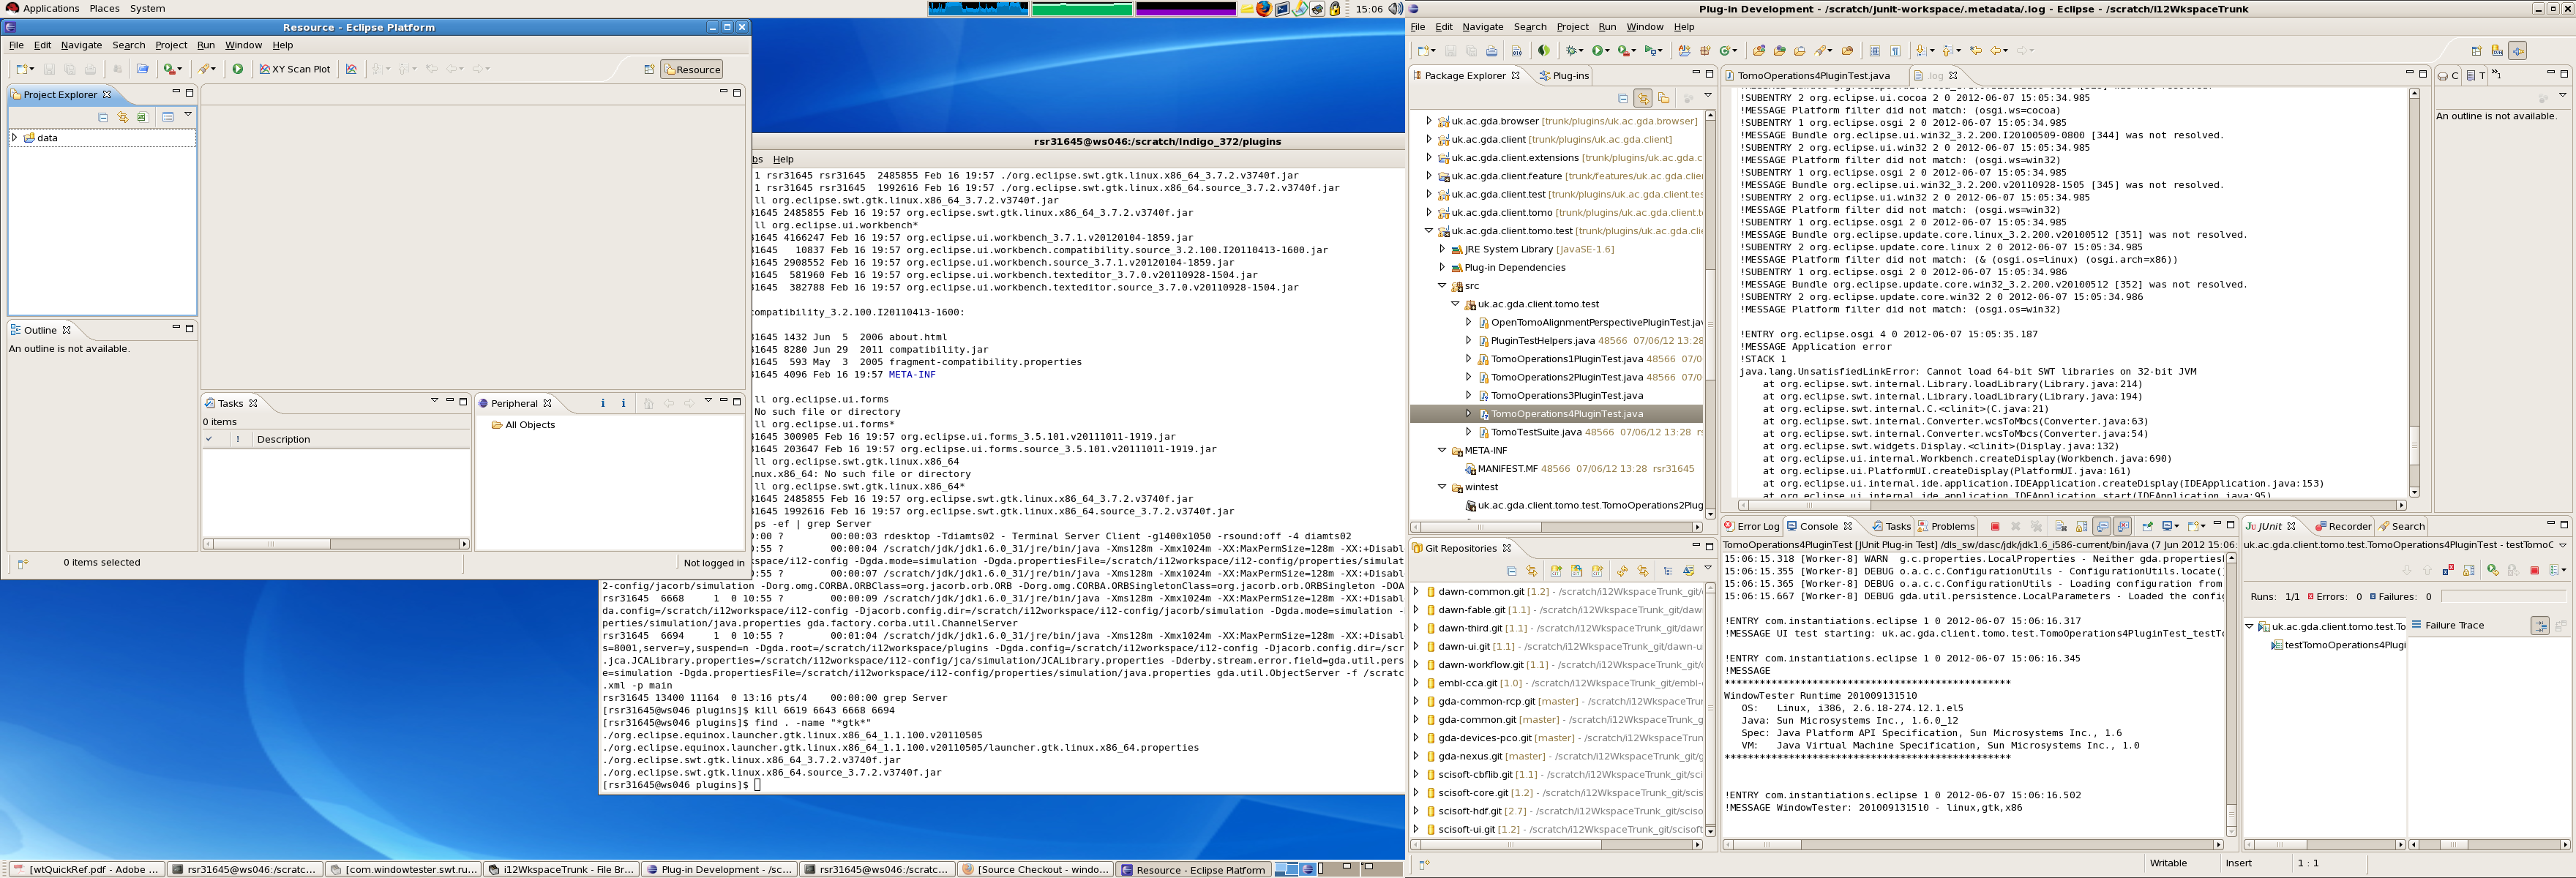 Applications Places System
15:06
Resource - Eclipse Platform
File Edit Navigate Search Project Run Window Help
XY Scan Plot
Resource
Project Explorer
data
Outline
An outline is not available.
Tasks
0 items
Description
Peripheral
All Objects
0 items selected
Not logged in
rsr31645@ws046:/scratch/Indigo_372/plugins
bs Help
1 rsr31645 rsr31645 2485855 Feb 16 19:57 ./org.eclipse.swt.gtk.linux.x86_64_3.7.2.v3740f.jar
1 rsr31645 rsr31645 1992616 Feb 16 19:57 ./org.eclipse.swt.gtk.linux.x86_64.source_3.7.2.v3740f.jar
ll org.eclipse.swt.gtk.linux.x86_64_3.7.2.v3740f.jar
31645 2485855 Feb 16 19:57 org.eclipse.swt.gtk.linux.x86_64_3.7.2.v3740f.jar
ll org.eclipse.ui.workbench*
31645 4166247 Feb 16 19:57 org.eclipse.ui.workbench_3.7.1.v20120104-1859.jar
31645 10837 Feb 16 19:57 org.eclipse.ui.workbench.compatibility.source_3.2.100.I20110413-1600.jar
31645 2908552 Feb 16 19:57 org.eclipse.ui.workbench.source_3.7.1.v20120104-1859.jar
31645 581960 Feb 16 19:57 org.eclipse.ui.workbench.texteditor_3.7.0.v20110928-1504.jar
31645 382788 Feb 16 19:57 org.eclipse.ui.workbench.texteditor.source_3.7.0.v20110928-1504.jar
compatibility_3.2.100.I20110413-1600:
31645 1432 Jun 5 2006 about.html
31645 8280 Jun 29 2011 compatibility.jar
31645 593 May 3 2005 fragment-compatibility.properties
31645 4096 Feb 16 19:57 META-INF
ll org.eclipse.ui.forms
No such file or directory
ll org.eclipse.ui.forms*
31645 300905 Feb 16 19:57 org.eclipse.ui.forms_3.5.101.v20111011-1919.jar
31645 203647 Feb 16 19:57 org.eclipse.ui.forms.source_3.5.101.v20111011-1919.jar
ll org.eclipse.swt.gtk.linux.x86_64
inux.x86_64: No such file or directory
ll org.eclipse.swt.gtk.linux.x86_64*
31645 2485855 Feb 16 19:57 org.eclipse.swt.gtk.linux.x86_64_3.7.2.v3740f.jar
31645 1992616 Feb 16 19:57 org.eclipse.swt.gtk.linux.x86_64.source_3.7.2.v3740f.jar
ps -ef | grep Server
00:00 ? 00:00:03 rdesktop -Tdiamts02 - Terminal Server Client -g1400x1050 -rsound:off -4 diamts02
0:55 ? 00:00:04 /scratch/jdk/jdk1.6.0_31/jre/bin/java -Xms128m -Xmx1024m -XX:MaxPermSize=128m -XX:+Disabl
pace/i12-config -Djacorb.config.dir=/scratch/i12workspace/i12-config/jacorb/simulation -Dgda.mode=simulation -Dgda.propertiesFile=/scratch/i12workspace/i12-config/properties/simulation
0:55 ? 00:00:07 /scratch/jdk/jdk1.6.0_31/jre/bin/java -Xms128m -Xmx1024m -XX:MaxPermSize=128m -XX:+Disabl
2-config/jacorb/simulation -Dorg.omg.CORBA.ORBClass=org.jacorb.orb.ORB -Dorg.omg.CORBA.ORBSingletonClass=org.jacorb.orb.ORBSingleton -DOA
rsr31645 6668 1 0 10:55 ? 00:00:09 /scratch/jdk/jdk1.6.0_31/jre/bin/java -Xms128m -Xmx1024m -XX:MaxPermSize=128m -XX:+Disabl
da.config=/scratch/i12workspace/i12-config -Djacorb.config.dir=/scratch/i12workspace/i12-config/jacorb/simulation -Dgda.mode=simulation -
perties/simulation/java.properties gda.factory.corba.util.ChannelServer
rsr31645 6694 1 0 10:55 ? 00:01:04 /scratch/jdk/jdk1.6.0_31/jre/bin/java -Xms128m -Xmx1024m -XX:MaxPermSize=128m -XX:+Disabl
s=8001,server=y,suspend=n -Dgda.root=/scratch/i12workspace/plugins -Dgda.config=/scratch/i12workspace/i12-config -Djacorb.config.dir=/scr
.jca.JCALibrary.properties=/scratch/i12workspace/i12-config/jca/simulation/JCALibrary.properties -Dderby.stream.error.field=gda.util.pers
e=simulation -Dgda.propertiesFile=/scratch/i12workspace/i12-config/properties/simulation/java.properties gda.util.ObjectServer -f /scratc
.xml -p main
rsr31645 13400 11164 0 13:16 pts/4 00:00:00 grep Server
[rsr31645@ws046 plugins]$ kill 6619 6643 6668 6694
[rsr31645@ws046 plugins]$ find . -name "*gtk*"
./org.eclipse.equinox.launcher.gtk.linux.x86_64_1.1.100.v20110505
./org.eclipse.equinox.launcher.gtk.linux.x86_64_1.1.100.v20110505/launcher.gtk.linux.x86_64.properties
./org.eclipse.swt.gtk.linux.x86_64_3.7.2.v3740f.jar
./org.eclipse.swt.gtk.linux.x86_64.source_3.7.2.v3740f.jar
[rsr31645@ws046 plugins]$
[wtQuickRef.pdf - Adobe ...
rsr31645@ws046:/scratc...
[com.windowtester.swt.ru...
i12WkspaceTrunk - File Br...
Plug-in Development - /sc...
rsr31645@ws046:/scratc...
[Source Checkout - windo...
Resource - Eclipse Platform
Plug-in Development - /scratch/junit-workspace/.metadata/.log - Eclipse - /scratch/i12WkspaceTrunk
File Edit Navigate Search Project Run Window Help
Package Explorer
Plug-ins
uk.ac.gda.browser [trunk/plugins/uk.ac.gda.browser]
uk.ac.gda.client [trunk/plugins/uk.ac.gda.client]
uk.ac.gda.client.extensions [trunk/plugins/uk.ac.gda.c
uk.ac.gda.client.feature [trunk/features/uk.ac.gda.clie
uk.ac.gda.client.test [trunk/plugins/uk.ac.gda.client.tes
uk.ac.gda.client.tomo [trunk/plugins/uk.ac.gda.client.t
uk.ac.gda.client.tomo.test [trunk/plugins/uk.ac.gda.clie
JRE System Library [JavaSE-1.6]
Plug-in Dependencies
src
uk.ac.gda.client.tomo.test
OpenTomoAlignmentPerspectivePluginTest.jav
PluginTestHelpers.java 48566 07/06/12 13:28
TomoOperations1PluginTest.java 48566 07/0
TomoOperations2PluginTest.java 48566 07/0
TomoOperations3PluginTest.java
TomoOperations4PluginTest.java
TomoTestSuite.java 48566 07/06/12 13:28 rs
META-INF
MANIFEST.MF 48566 07/06/12 13:28 rsr31645
wintest
uk.ac.gda.client.tomo.test.TomoOperations2Plug
Git Repositories
dawn-common.git [1.2] - /scratch/i12WkspaceTrunk_git/
dawn-fable.git [1.1] - /scratch/i12WkspaceTrunk_git/daw
dawn-third.git [1.1] - /scratch/i12WkspaceTrunk_git/dawn
dawn-ui.git [1.1] - /scratch/i12WkspaceTrunk_git/dawn-u
dawn-workflow.git [1.1] - /scratch/i12WkspaceTrunk_git/
embl-cca.git [1.0] - /scratch/i12WkspaceTrunk_git/embl-
gda-common-rcp.git [master] - /scratch/i12WkspaceTrur
gda-common.git [master] - /scratch/i12WkspaceTrunk_g
gda-devices-pco.git [master] - /scratch/i12WkspaceTru
gda-nexus.git [master] - /scratch/i12WkspaceTrunk_git/
scisoft-cbflib.git [1.1] - /scratch/i12WkspaceTrunk_git/sci
scisoft-core.git [1.2] - /scratch/i12WkspaceTrunk_git/scis
scisoft-hdf.git [2.7] - /scratch/i12WkspaceTrunk_git/sciso
scisoft-ui.git [1.2] - /scratch/i12WkspaceTrunk_git/scisoft
TomoOperations4PluginTest.java
.log
!SUBENTRY 2 org.eclipse.ui.cocoa 2 0 2012-06-07 15:05:34.985
!MESSAGE Platform filter did not match: (osgi.ws=cocoa)
!SUBENTRY 1 org.eclipse.osgi 2 0 2012-06-07 15:05:34.985
!MESSAGE Bundle org.eclipse.ui.win32_3.2.200.I20100509-0800 [344] was not resolved.
!SUBENTRY 2 org.eclipse.ui.win32 2 0 2012-06-07 15:05:34.985
!MESSAGE Platform filter did not match: (osgi.ws=win32)
!SUBENTRY 1 org.eclipse.osgi 2 0 2012-06-07 15:05:34.985
!MESSAGE Bundle org.eclipse.ui.win32_3.2.200.v20110928-1505 [345] was not resolved.
!SUBENTRY 2 org.eclipse.ui.win32 2 0 2012-06-07 15:05:34.985
!MESSAGE Platform filter did not match: (osgi.ws=win32)
!SUBENTRY 1 org.eclipse.osgi 2 0 2012-06-07 15:05:34.985
!MESSAGE Bundle org.eclipse.update.core.linux_3.2.200.v20100512 [351] was not resolved.
!SUBENTRY 2 org.eclipse.update.core.linux 2 0 2012-06-07 15:05:34.985
!MESSAGE Platform filter did not match: (& (osgi.os=linux) (osgi.arch=x86))
!SUBENTRY 1 org.eclipse.osgi 2 0 2012-06-07 15:05:34.986
!MESSAGE Bundle org.eclipse.update.core.win32_3.2.200.v20100512 [352] was not resolved.
!SUBENTRY 2 org.eclipse.update.core.win32 2 0 2012-06-07 15:05:34.986
!MESSAGE Platform filter did not match: (osgi.os=win32)
!ENTRY org.eclipse.osgi 4 0 2012-06-07 15:05:35.187
!MESSAGE Application error
!STACK 1
java.lang.UnsatisfiedLinkError: Cannot load 64-bit SWT libraries on 32-bit JVM
at org.eclipse.swt.internal.Library.loadLibrary(Library.java:214)
at org.eclipse.swt.internal.Library.loadLibrary(Library.java:194)
at org.eclipse.swt.internal.C.<clinit>(C.java:21)
at org.eclipse.swt.internal.Converter.wcsToMbcs(Converter.java:63)
at org.eclipse.swt.internal.Converter.wcsToMbcs(Converter.java:54)
at org.eclipse.swt.widgets.Display.<clinit>(Display.java:132)
at org.eclipse.ui.internal.Workbench.createDisplay(Workbench.java:690)
at org.eclipse.ui.PlatformUI.createDisplay(PlatformUI.java:161)
at org.eclipse.ui.internal.ide.application.IDEApplication.createDisplay(IDEApplication.java:153)
at org.eclipse.ui.internal.ide.application.IDEApplication.start(IDEApplication.java:95)
C T
An outline is not available.
Error Log Console Tasks Problems
TomoOperations4PluginTest [JUnit Plug-in Test] /dls_sw/dasc/jdk/jdk1.6_i586-current/bin/java (7 Jun 2012 15:06:
15:06:15.318 [Worker-8] WARN g.c.properties.LocalProperties - Neither gda.properties
15:06:15.355 [Worker-8] DEBUG o.a.c.c.ConfigurationUtils - ConfigurationUtils.locate()
15:06:15.365 [Worker-8] DEBUG o.a.c.c.ConfigurationUtils - Loading configuration from
15:06:15.667 [Worker-8] DEBUG gda.util.persistence.LocalParameters - Loaded the config
!ENTRY com.instantiations.eclipse 1 0 2012-06-07 15:06:16.317
!MESSAGE UI test starting: uk.ac.gda.client.tomo.test.TomoOperations4PluginTest_testTo
!ENTRY com.instantiations.eclipse 1 0 2012-06-07 15:06:16.345
!MESSAGE
*************************************************
WindowTester Runtime 201009131510
OS: Linux, i386, 2.6.18-274.12.1.el5
Java: Sun Microsystems Inc., 1.6.0_12
Spec: Java Platform API Specification, Sun Microsystems Inc., 1.6
VM: Java Virtual Machine Specification, Sun Microsystems Inc., 1.0
*************************************************
!ENTRY com.instantiations.eclipse 1 0 2012-06-07 15:06:16.502
!MESSAGE WindowTester: 201009131510 - linux,gtk,x86
JUnit Recorder Search
uk.ac.gda.client.tomo.test.TomoOperations4PluginTest - testTomoC
Runs: 1/1 Errors: 0 Failures: 0
uk.ac.gda.client.tomo.test.To
testTomoOperations4Plugi
Failure Trace
Writable Insert 1 : 1